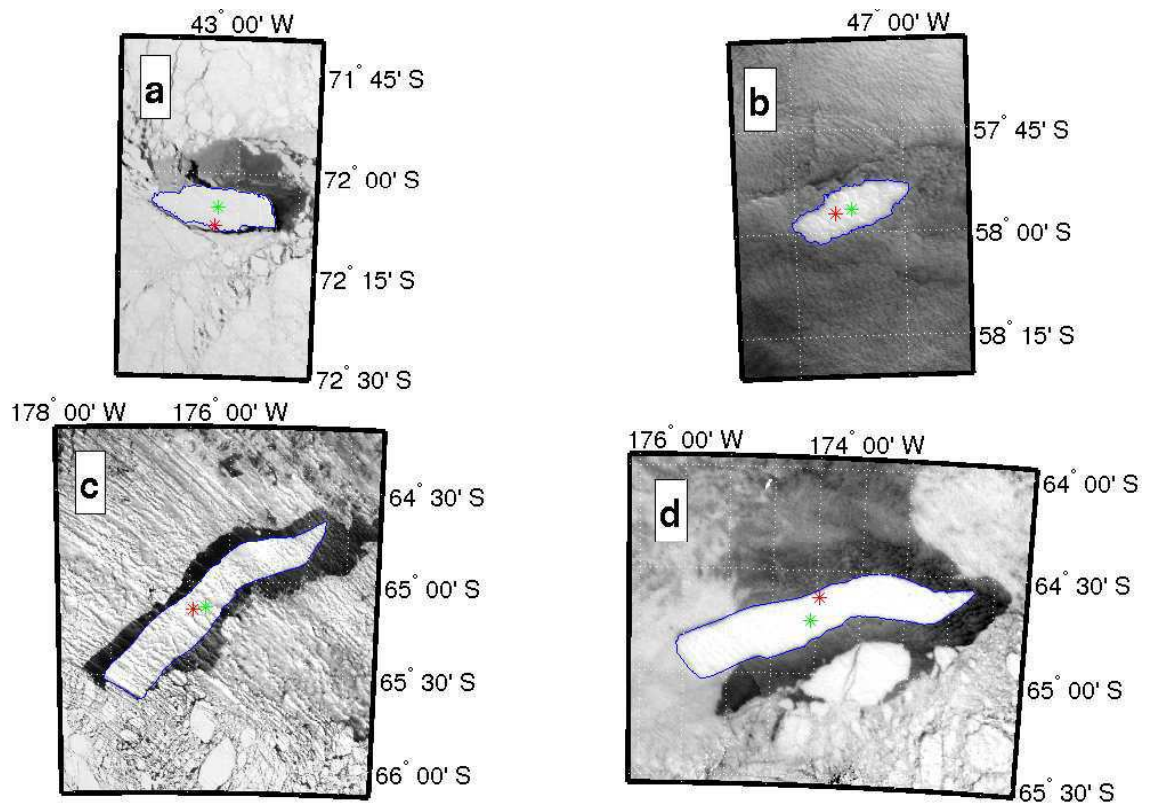 43° 00' W
a
71° 45' S
72° 00' S
72° 15' S
72° 30' S
47° 00' W
b
57° 45' S
58° 00' S
58° 15' S
178° 00' W
176° 00' W
c
64° 30' S
65° 00' S
65° 30' S
66° 00' S
176° 00' W
174° 00' W
d
64° 00' S
64° 30' S
65° 00' S
65° 30' S